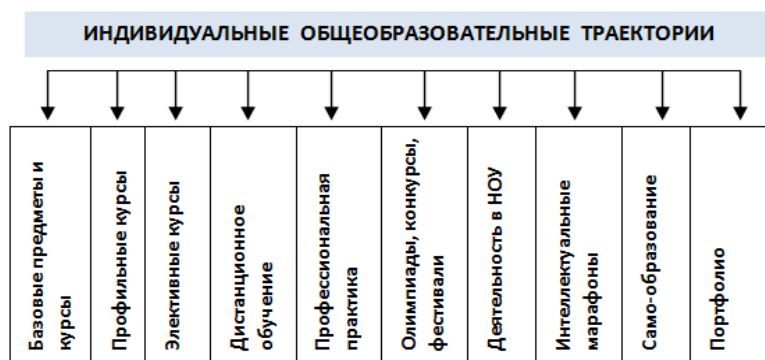 ИНДИВИДУАЛЬНЫЕ ОБЩЕОБРАЗОВАТЕЛЬНЫЕ ТРАЕКТОРИИ
Базовые предметы и
курсы
Профильные курсы
Элективные курсы
Дистанционное
обучение
Профессиональная
практика
Олимпиады, конкурсы,
фестивали
Деятельность в НОУ
Интеллектуальные
марафоны
Само-образование
Портфолио